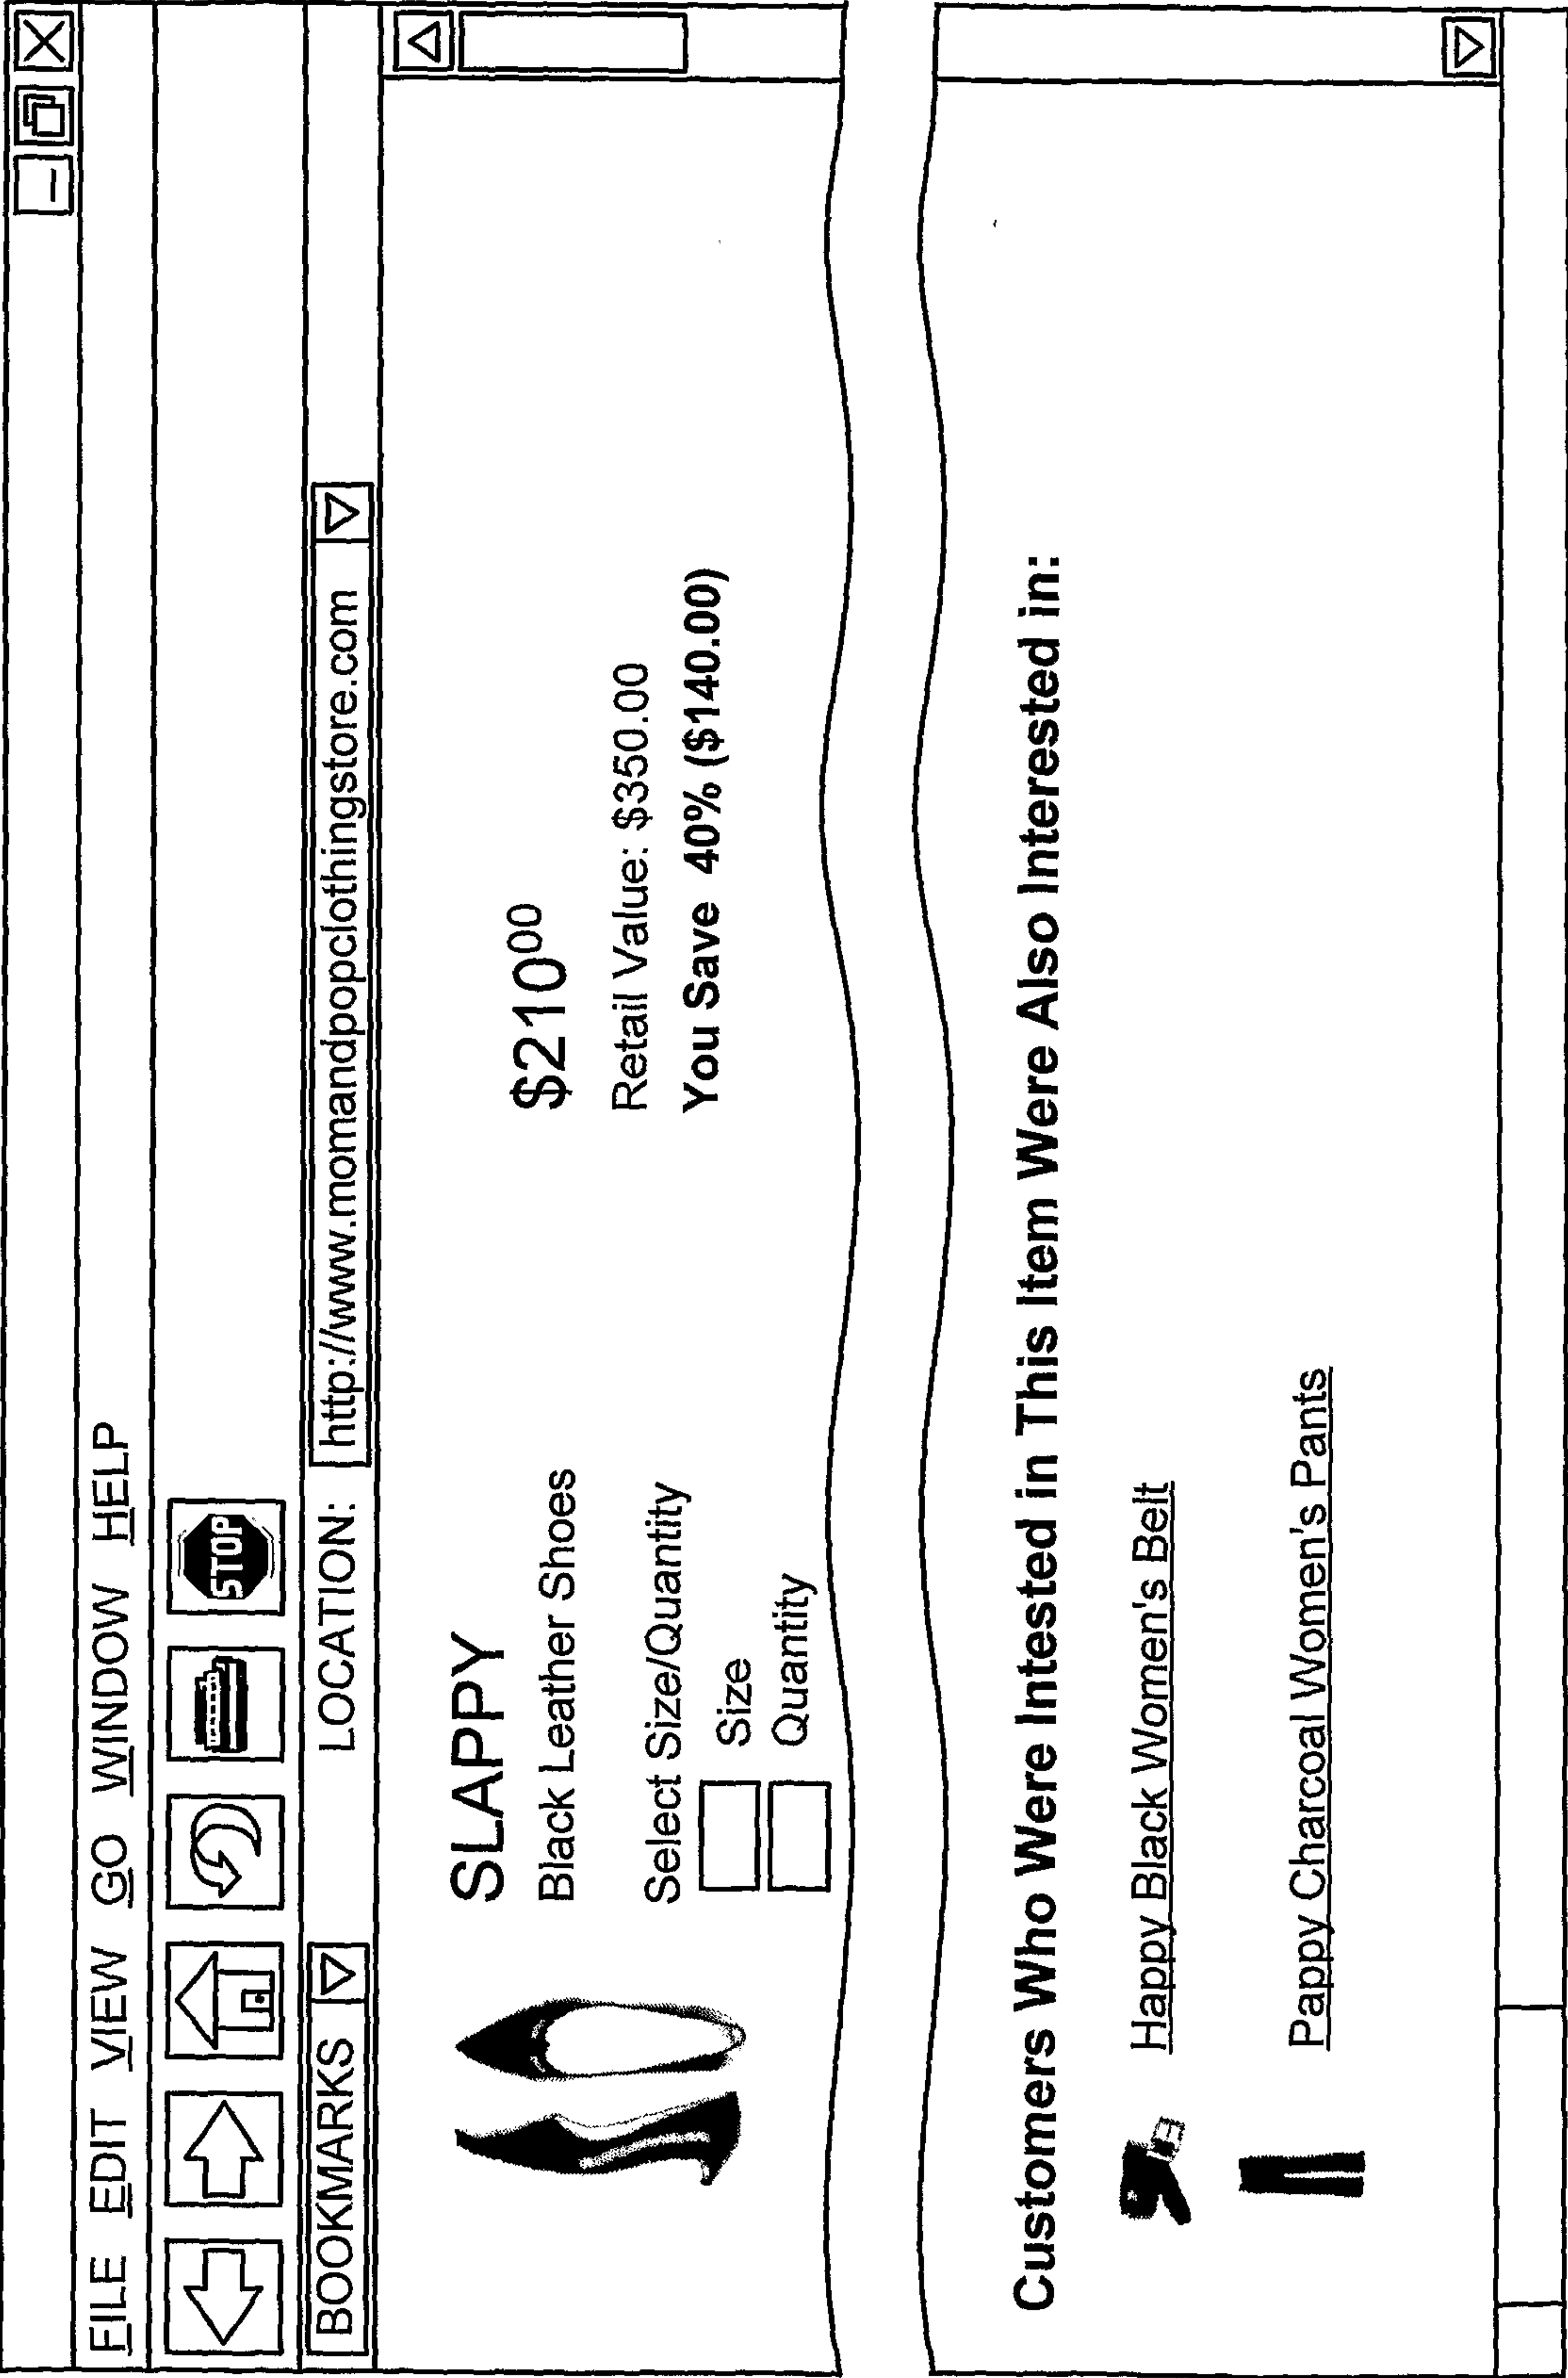 FILE EDIT VIEW GO WINDOW HELP
STOP
BOOKMARKS LOCATION: http://www.momandpopclothingstore.com
SLAPPY
Black Leather Shoes
$21000
Retail Value: $350.00
You Save 40% ($140.00)
Select Size/Quantity
Size
Quantity
Customers Who Were Intested in This Item Were Also Interested in:
Happy Black Women's Belt
Pappy Charcoal Women's Pants